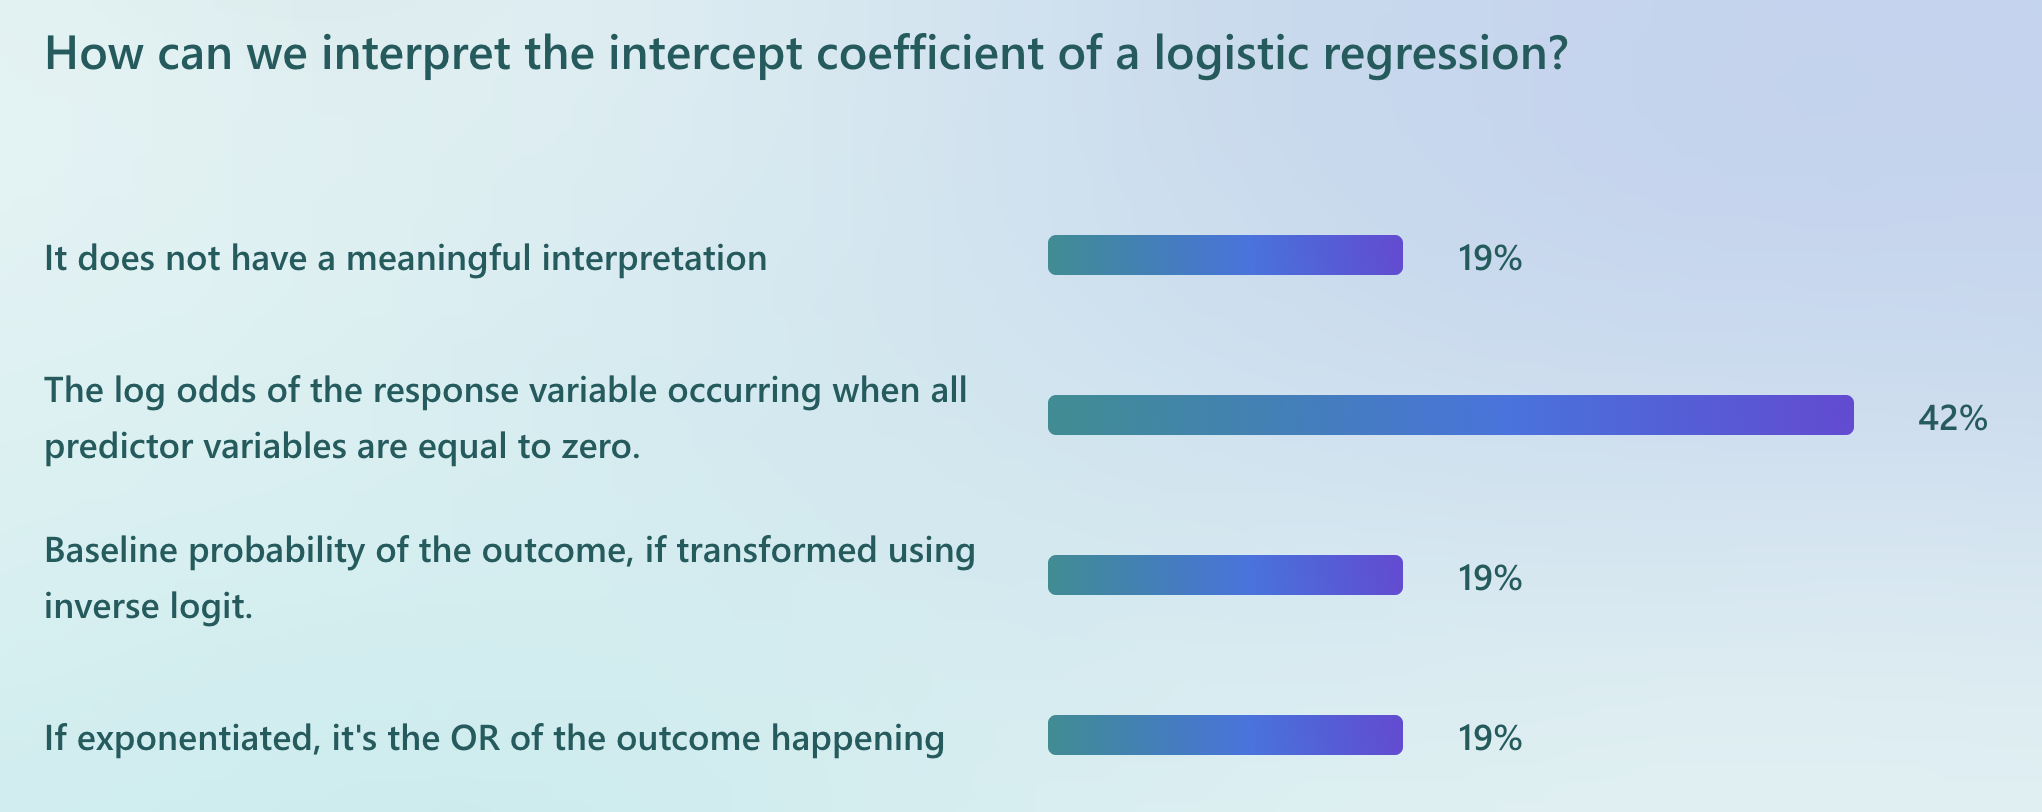 How can we interpret the intercept coefficient of a logistic regression?
It does not have a meaningful interpretation
19%
The log odds of the response variable occurring when all
predictor variables are equal to zero.
42%
Baseline probability of the outcome, if transformed using
inverse logit.
19%
If exponentiated, it's the OR of the outcome happening
19%